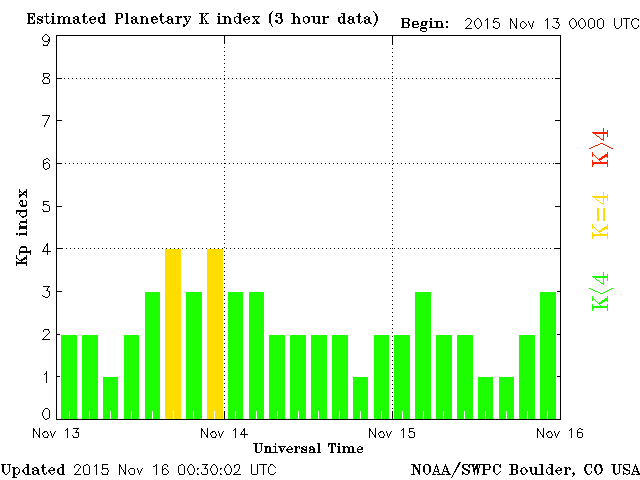 Estimated Planetary K index (3 hour data) Begin: 2015 Nov 13 0000 UTC
9
8
7
6
5
4
3
2
1
0
Kp index
K>4
K=4
K<4
Nov 13 Nov 14 Nov 15 Nov 16
Universal Time
Updated 2015 Nov 16 00:30:02 UTC NOAA/SWPC Boulder, CO USA